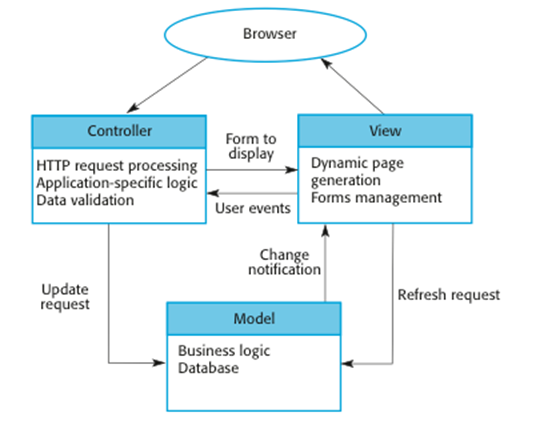 Browser
Controller
HTTP request processing
Application-specific logic
Data validation
Form to
display
User events
View
Dynamic page
generation
Forms management
Update
request
Change
notification
Refresh request
Model
Business logic
Database